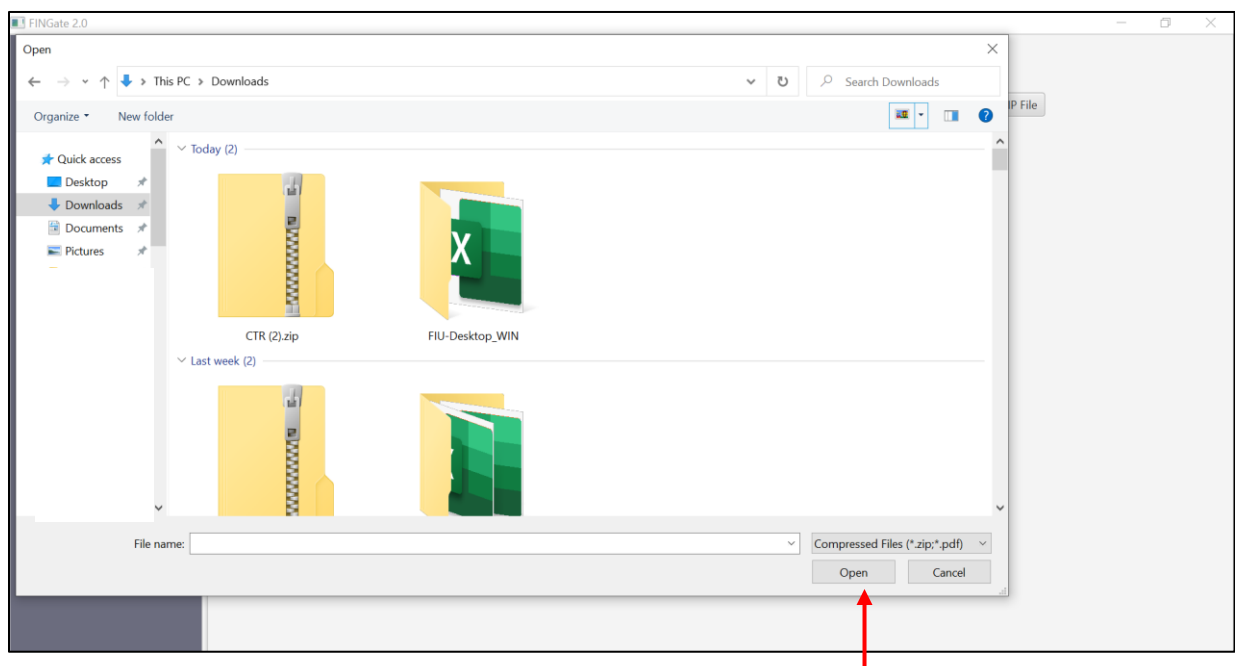 FINGate 2.0
Open
This PC > Downloads
Search Downloads
IP File
Organize
New folder
?
Quick access
Desktop
Downloads
Documents
Pictures
Today (2)
X
CTR (2).zip
FIU-Desktop_WIN
Last week (2)
File name:
Compressed Files (*.zip;*.pdf)
Open
Cancel